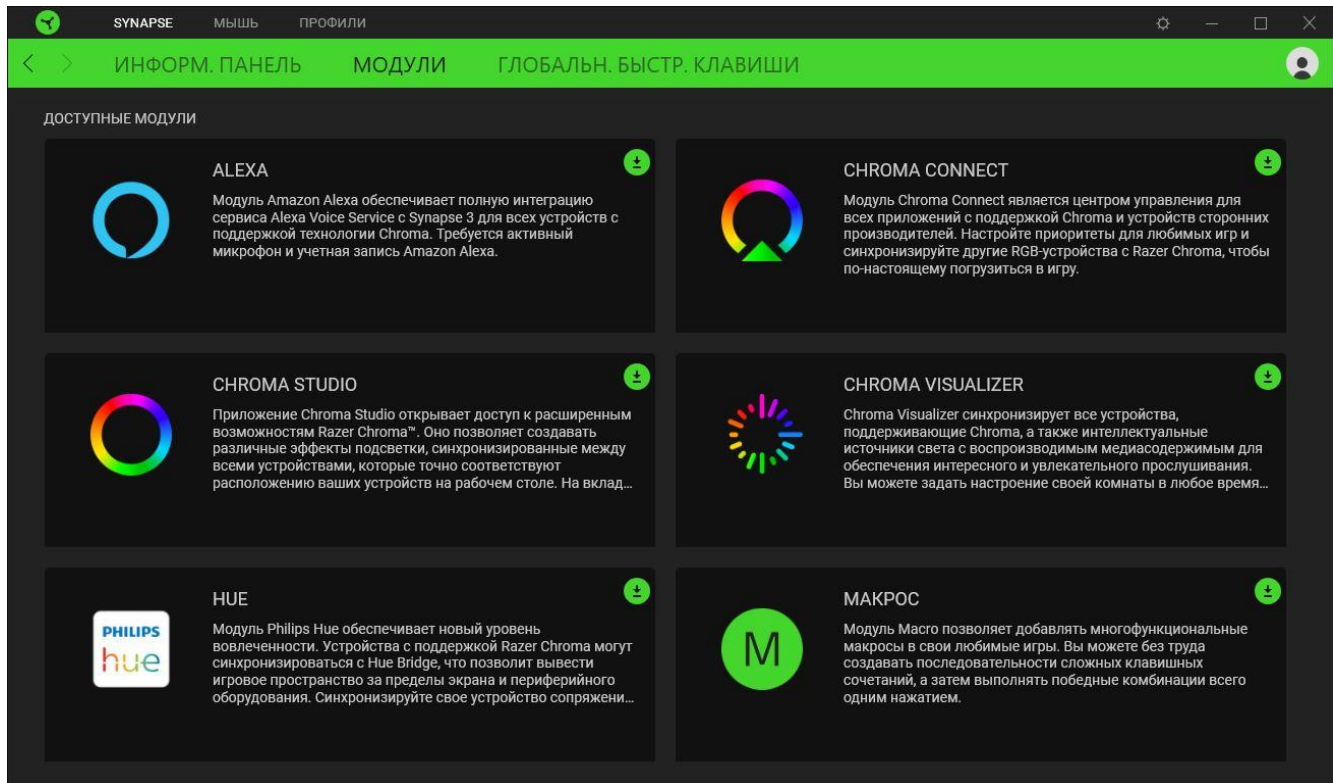 SYNAPSE МЫШЬ ПРОФИЛИ
ИНФОРМ. ПАНЕЛЬ МОДУЛИ ГЛОБАЛЬН. БЫСТР. КЛАВИШИ
ДОСТУПНЫЕ МОДУЛИ
ALEXA
Модуль Amazon Alexa обеспечивает полную интеграцию
сервиса Alexa Voice Service с Synapse 3 для всех устройств с
поддержкой технологии Chroma. Требуется активный
микрофон и учетная запись Amazon Alexa.
CHROMA CONNECT
Модуль Chroma Connect является центром управления для
всех приложений с поддержкой Chroma и устройств сторонних
производителей. Настройте приоритеты для любимых игр и
синхронизируйте другие RGB-устройства с Razer Chroma, чтобы
по-настоящему погрузиться в игру.
CHROMA STUDIO
Приложение Chroma Studio открывает доступ к расширенным
возможностям Razer Chroma™. Оно позволяет создавать
различные эффекты подсветки, синхронизированные между
всеми устройствами, которые точно соответствуют
расположению ваших устройств на рабочем столе. На вклад...
CHROMA VISUALIZER
Chroma Visualizer синхронизирует все устройства,
поддерживающие Chroma, а также интеллектуальные
источники света с воспроизводимым медиасодержимым для
обеспечения интересного и увлекательного прослушивания.
Вы можете задать настроение своей комнаты в любое время...
PHILIPS
hue
HUE
Модуль Philips Hue обеспечивает новый уровень
вовлеченности. Устройства с поддержкой Razer Chroma могут
синхронизироваться с Hue Bridge, что позволит вывести
игровое пространство за пределы экрана и периферийного
оборудования. Синхронизируйте свое устройство сопряжени...
M
МАКРОС
Модуль Macro позволяет добавлять многофункциональные
макросы в свои любимые игры. Вы можете без труда
создавать последовательности сложных клавишных
сочетаний, а затем выполнять победные комбинации всего
одним нажатием.